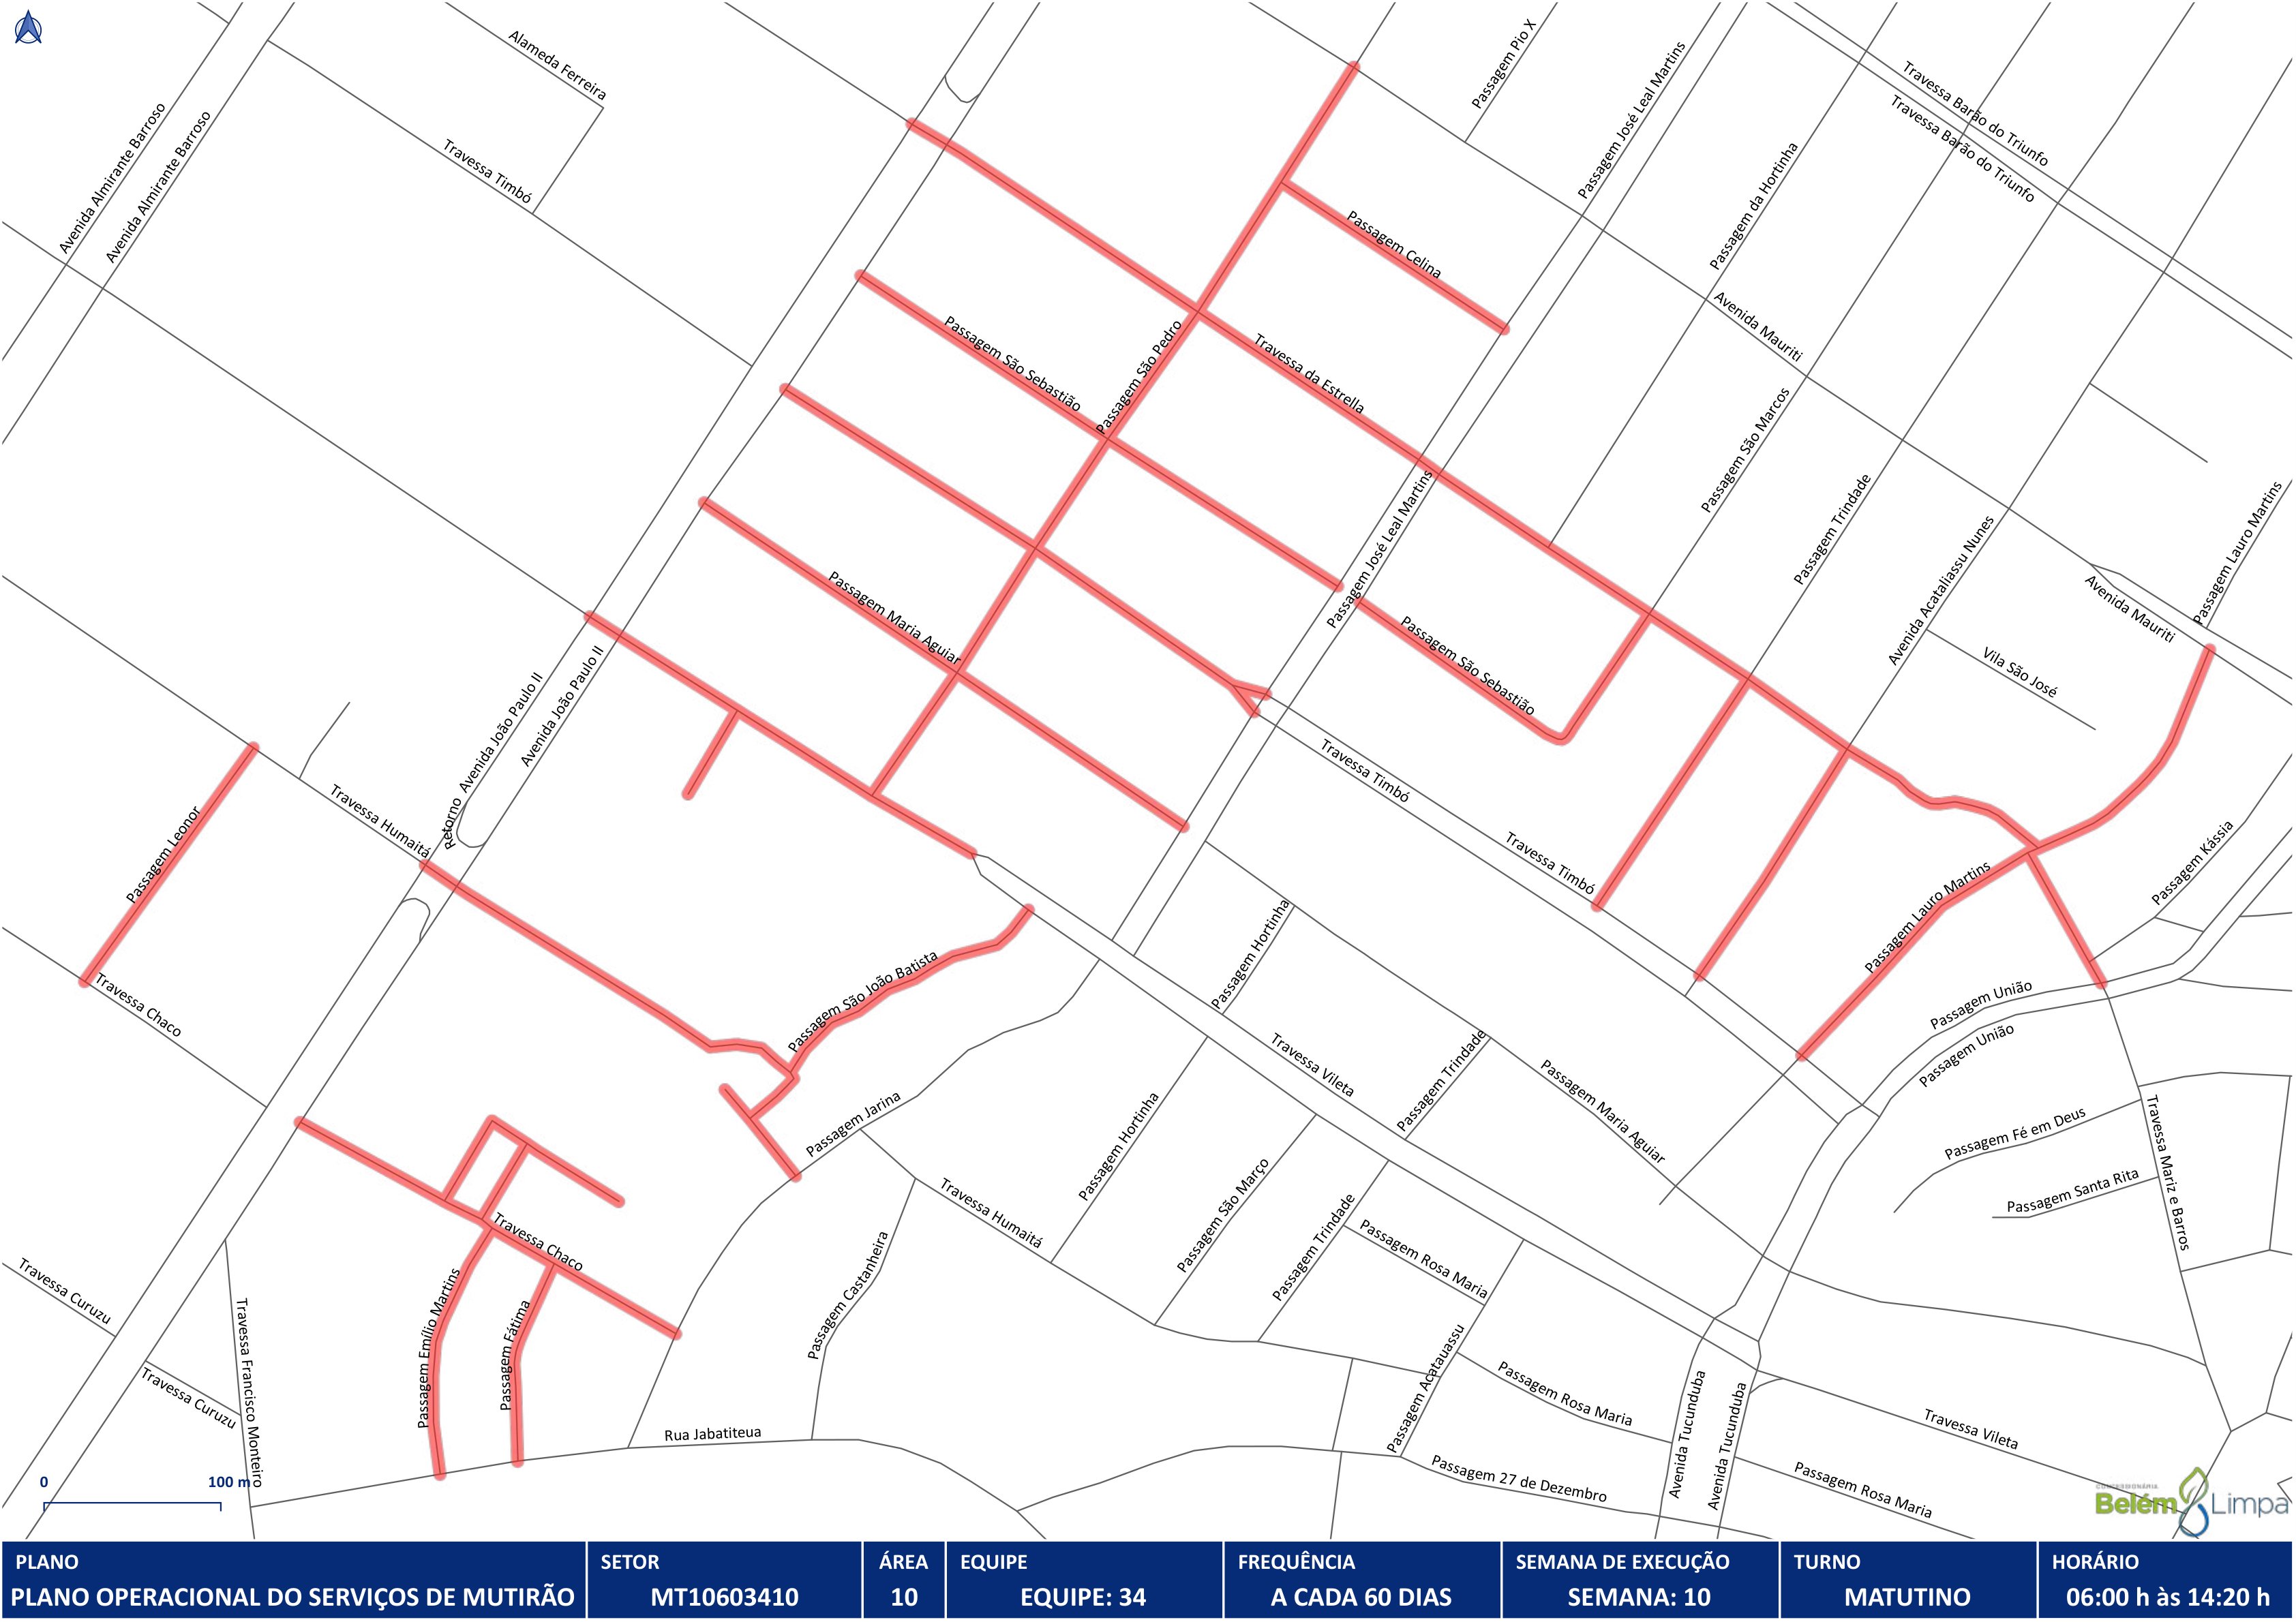 Alameda Ferreira
Passagem Pio X
Passagem José Leal Martins
Travessa Barão do Triunfo
Travessa Barão do Triunfo
Avenida Almirante Barroso
Avenida Almirante Barroso
Travessa Timbó
Passagem da Hortinha
Passagem Celina
Avenida Mauriti
Passagem São Sebastião
Passagem São Pedro
Travessa da Estrella
Passagem São Marcos
Passagem Trindade
Passagem José Leal Martins
Passagem Lauro Martins
Avenida Acataliassu Nunes
Avenida Mauriti
Passagem Maria Aguiar
Passagem São Sebastião
Vila São José
Retorno Avenida João Paulo II
Avenida João Paulo II
Travessa Timbó
Travessa Humaitá
Passagem Leonor
Travessa Timbó
Passagem Kássia
Passagem Lauro Martins
Passagem Hortinha
Passagem São João Batista
Travessa Chaco
Passagem União
Passagem União
Travessa Vileta
Passagem Trindade
Passagem Maria Aguiar
Passagem Jarina
Passagem Hortinha
Passagem Fé em Deus
Travessa Mariz e Barros
Passagem Santa Rita
Travessa Humaitá
Passagem São Março
Passagem Trindade
Passagem Rosa Maria
Travessa Chaco
Passagem Castanheira
Travessa Curuzu
Passagem Emílio Martins
Passagem Fátima
Travessa Francisco Monteiro
Passagem Acatauassu
Travessa Curuzu
Passagem Rosa Maria
Avenida Tucunduba
Avenida Tucunduba
Travessa Vileta
Rua Jabatiteua
Passagem 27 de Dezembro
Passagem Rosa Maria
0 100 m
CONCESSIONÁRIA
Belém Limpa
PLANO
PLANO OPERACIONAL DO SERVIÇOS DE MUTIRÃO
SETOR
MT10603410
ÁREA
10
EQUIPE
EQUIPE: 34
FREQUÊNCIA
A CADA 60 DIAS
SEMANA DE EXECUÇÃO
SEMANA: 10
TURNO
MATUTINO
HORÁRIO
06:00 h às 14:20 h